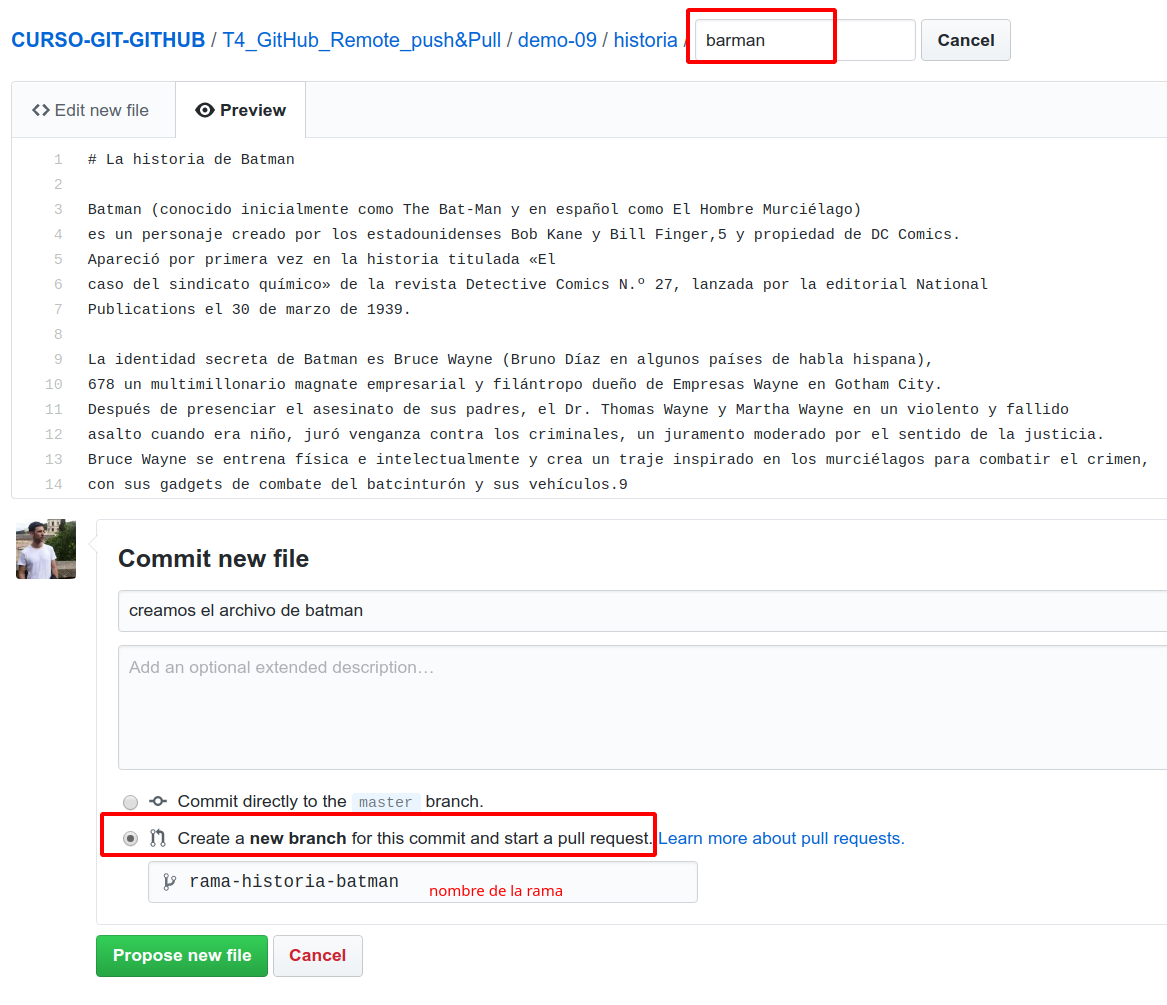 CURSO-GIT-GITHUB / T4_GitHub_Remote_push&Pull / demo-09 / historia / barman Cancel
Edit new file Preview
1 # La historia de Batman
2
3 Batman (conocido inicialmente como The Bat-Man y en español como El Hombre Murciélago)
4 es un personaje creado por los estadounidenses Bob Kane y Bill Finger,5 y propiedad de DC Comics.
5 Apareció por primera vez en la historia titulada «El
6 caso del sindicato químico» de la revista Detective Comics N.º 27, lanzada por la editorial National
7 Publications el 30 de marzo de 1939.
8
9 La identidad secreta de Batman es Bruce Wayne (Bruno Díaz en algunos países de habla hispana),
10 678 un multimillonario magnate empresarial y filántropo dueño de Empresas Wayne en Gotham City.
11 Después de presenciar el asesinato de sus padres, el Dr. Thomas Wayne y Martha Wayne en un violento y fallido
12 asalto cuando era niño, juró venganza contra los criminales, un juramento moderado por el sentido de la justicia.
13 Bruce Wayne se entrena física e intelectualmente y crea un traje inspirado en los murciélagos para combatir el crimen,
14 con sus gadgets de combate del batcinturón y sus vehículos.9
Commit new file
creamos el archivo de batman
Add an optional extended description…
Commit directly to the master branch.
Create a new branch for this commit and start a pull request. Learn more about pull requests.
rama-historia-batman nombre de la rama
Propose new file Cancel